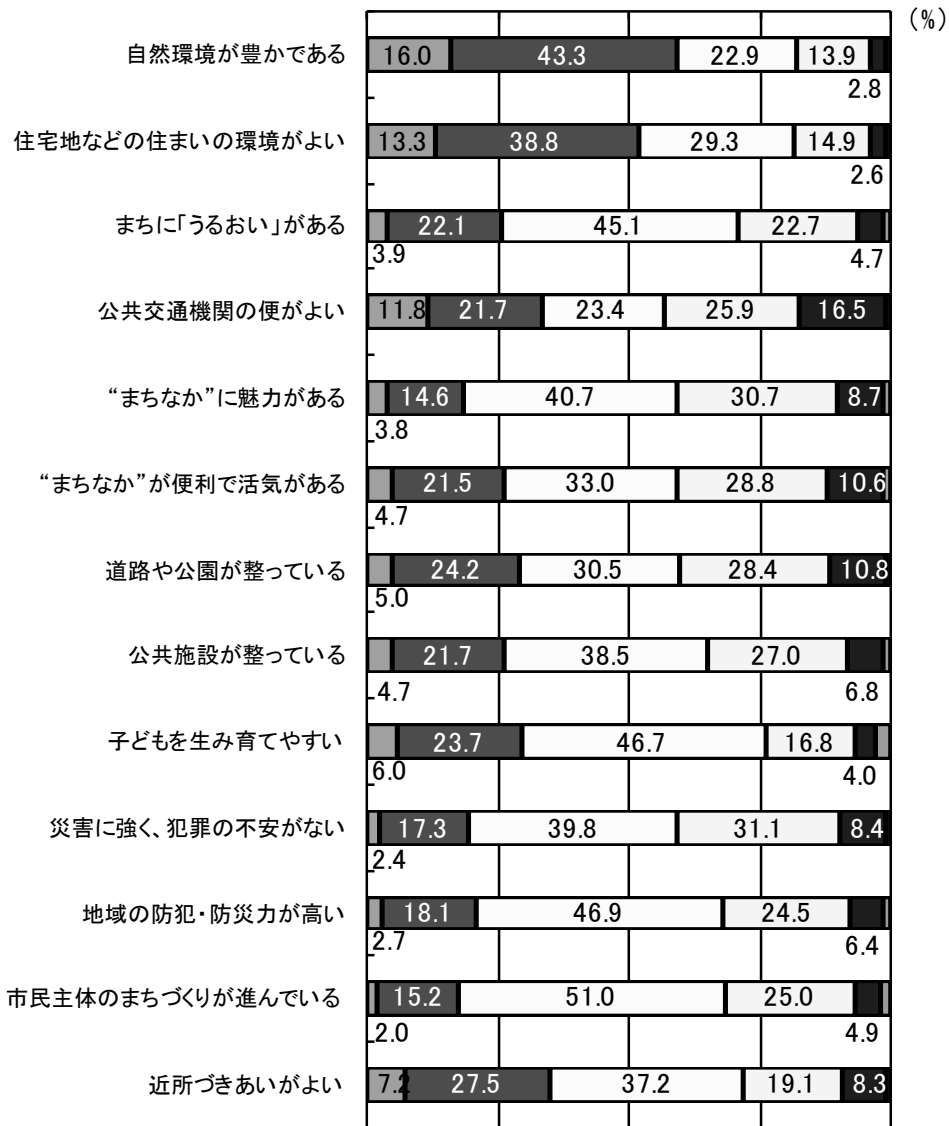 (%)
自然環境が豊かである 16.0 43.3 22.9 13.9
2.8
住宅地などの住まいの環境がよい 13.3 38.8 29.3 14.9
2.6
まちに「うるおい」がある 22.1 45.1 22.7
3.9 4.7
公共交通機関の便がよい 11.8 21.7 23.4 25.9 16.5
“まちなか”に魅力がある 14.6 40.7 30.7 8.7
3.8
“まちなか”が便利で活気がある 21.5 33.0 28.8 10.6
4.7
道路や公園が整っている 24.2 30.5 28.4 10.8
5.0
公共施設が整っている 21.7 38.5 27.0
4.7 6.8
子どもを生み育てやすい 23.7 46.7 16.8
6.0 4.0
災害に強く、犯罪の不安がない 17.3 39.8 31.1 8.4
2.4
地域の防犯・防災力が高い 18.1 46.9 24.5
2.7 6.4
市民主体のまちづくりが進んでいる 15.2 51.0 25.0
2.0 4.9
近所づきあいがよい 7.2 27.5 37.2 19.1 8.3